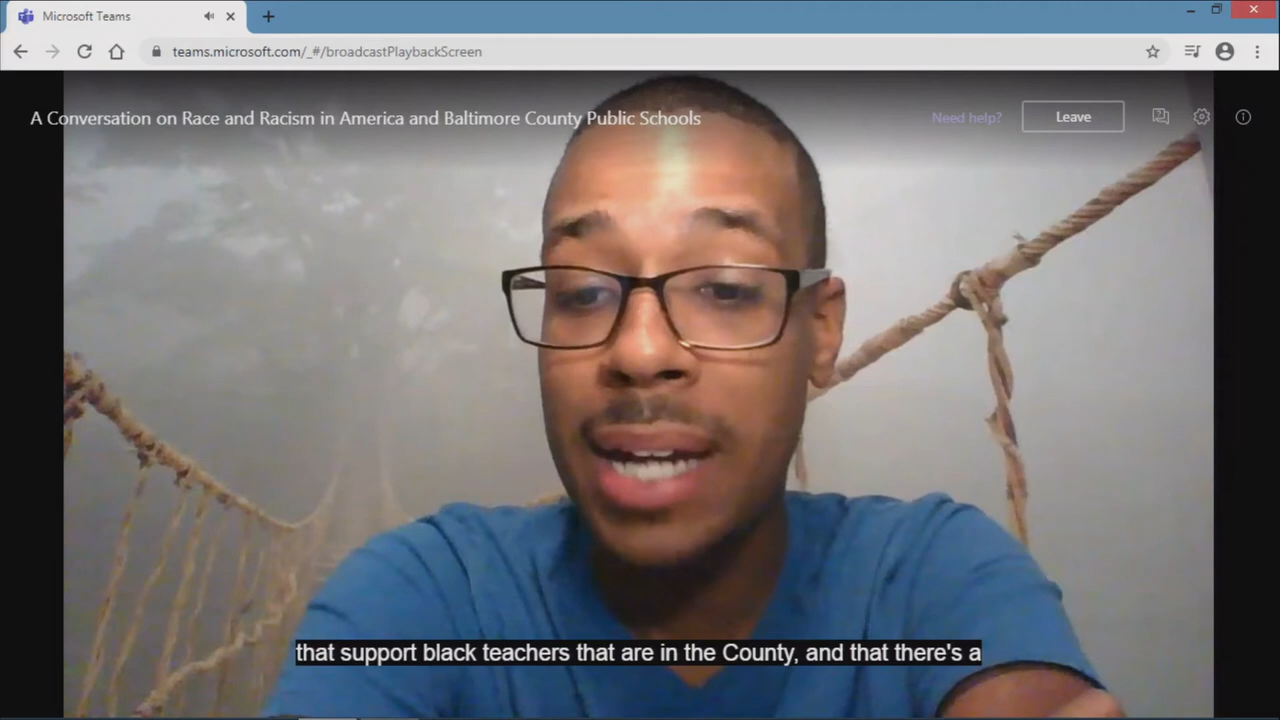 Microsoft Teams
teams.microsoft.com/_#/broadcastPlaybackScreen
A Conversation on Race and Racism in America and Baltimore County Public Schools
Need help?
Leave
that support black teachers that are in the County, and that there's a